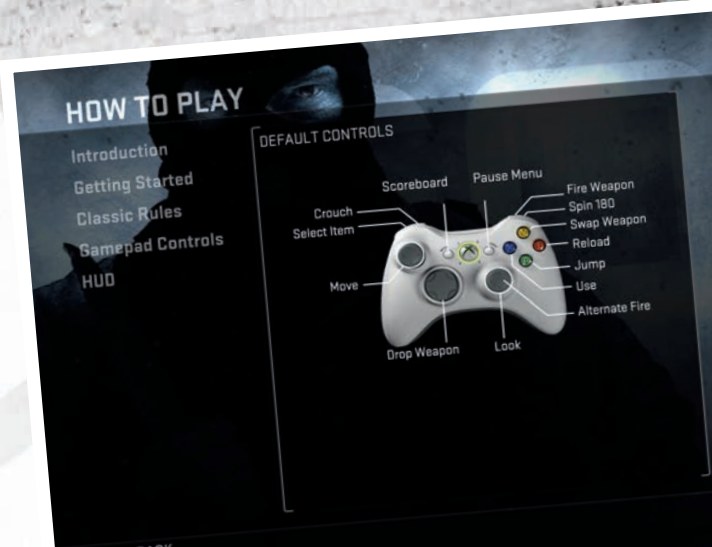 HOW TO PLAY
Introduction
Getting Started
Classic Rules
Gamepad Controls
HUD
DEFAULT CONTROLS
Scoreboard
Pause Menu
Crouch
Select Item
Move
Drop Weapon
Look
Fire Weapon
Spin 180
Swap Weapon
Reload
Jump
Use
Alternate Fire